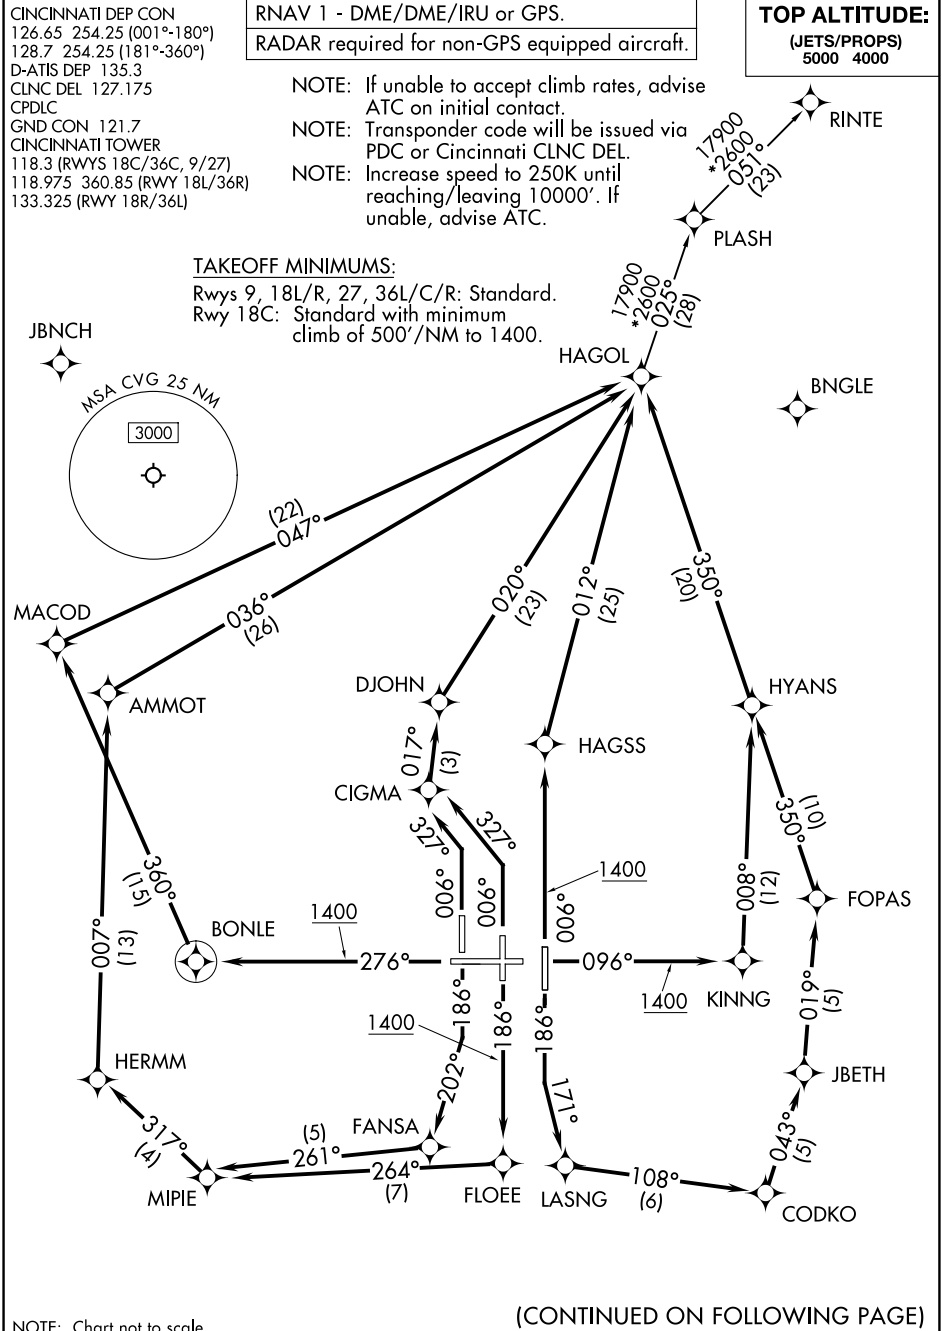 CINCINNATI DEP CON
126.65 254.25 (001°-180°)
128.7 254.25 (181°-360°)
D-ATIS DEP 135.3
CLNC DEL 127.175
CPDLC
GND CON 121.7
CINCINNATI TOWER
118.3 (RWYS 18C/36C, 9/27)
118.975 360.85 (RWY 18L/36R)
133.325 (RWY 18R/36L)
RNAV 1 - DME/DME/IRU or GPS.
RADAR required for non-GPS equipped aircraft.
TOP ALTITUDE:
(JETS/PROPS)
5000 4000
NOTE: If unable to accept climb rates, advise
ATC on initial contact.
NOTE: Transponder code will be issued via
PDC or Cincinnati CLNC DEL.
NOTE: Increase speed to 250K until
reaching/leaving 10000'. If
unable, advise ATC.
RINTE
17900
*2600
051°
(23)
PLASH
TAKEOFF MINIMUMS:
Rwys 9, 18L/R, 27, 36L/C/R: Standard.
Rwy 18C: Standard with minimum
climb of 500'/NM to 1400.
17900
*2600
025°
(28)
JBNCH
HAGOL
BNGLE
MSA CVG 25 NM
3000
(22)
047°
036°
(26)
020°
(23)
012°
(25)
350°
(20)
MACOD
AMMOT
DJOHN
HAGSS
HYANS
017°
(3)
CIGMA
327°
327°
(10)
350°
360°
(15)
006°
006°
006°
1400
008°
(12)
FOPAS
007°
(13)
BONLE
1400
276°
096°
1400
KINNG
019°
(5)
186°
186°
186°
1400
HERMM
202°
171°
JBETH
317°
(4)
FANSA
(5)
261°
264°
(7)
MIPIE
FLOEE
LASNG
108°
(6)
043°
(5)
CODKO
(CONTINUED ON FOLLOWING PAGE)
NOTE: Chart not to scale